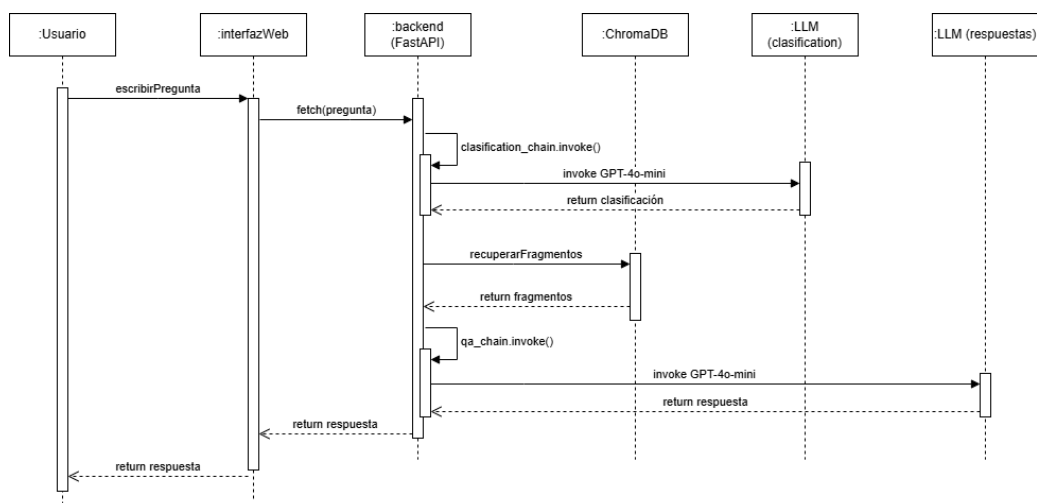 :Usuario
:interfazWeb
:backend
(FastAPI)
:ChromaDB
:LLM
(clasification)
:LLM (respuestas)
escribirPregunta
fetch(pregunta)
clasification_chain.invoke()
invoke GPT-4o-mini
return clasificación
recuperarFragmentos
return fragmentos
qa_chain.invoke()
invoke GPT-4o-mini
return respuesta
return respuesta
return respuesta